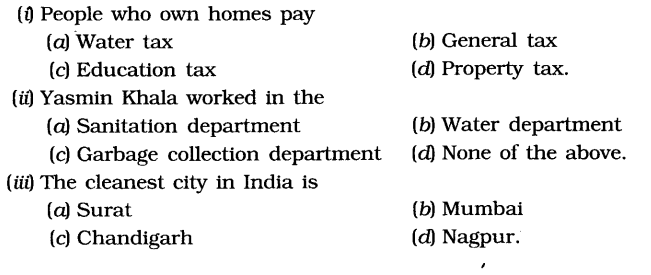 (i) People who own homes pay
(a) Water tax (b) General tax
(c) Education tax (d) Property tax.
(ii) Yasmin Khala worked in the
(a) Sanitation department (b) Water department
(c) Garbage collection department (d) None of the above.
(iii) The cleanest city in India is
(a) Surat (b) Mumbai
(c) Chandigarh (d) Nagpur.